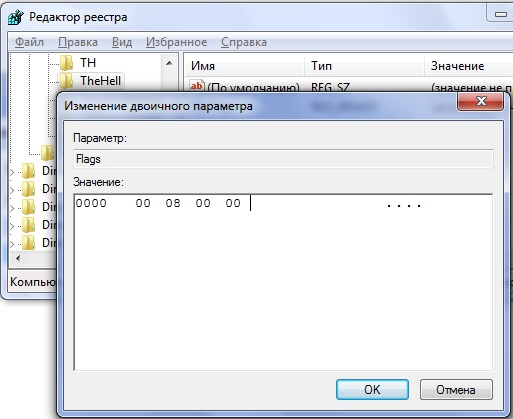 Редактор реестра
Файл Правка Вид Избранное Справка
TH
TheHell
Имя Тип Значение
ab (По умолчанию) REG_SZ (значение не п
Изменение двоичного параметра
Параметр:
Flags
Значение:
0000 00 08 00 00 ....
Dir
Dir
Dir
Dir
Компью
OK Отмена